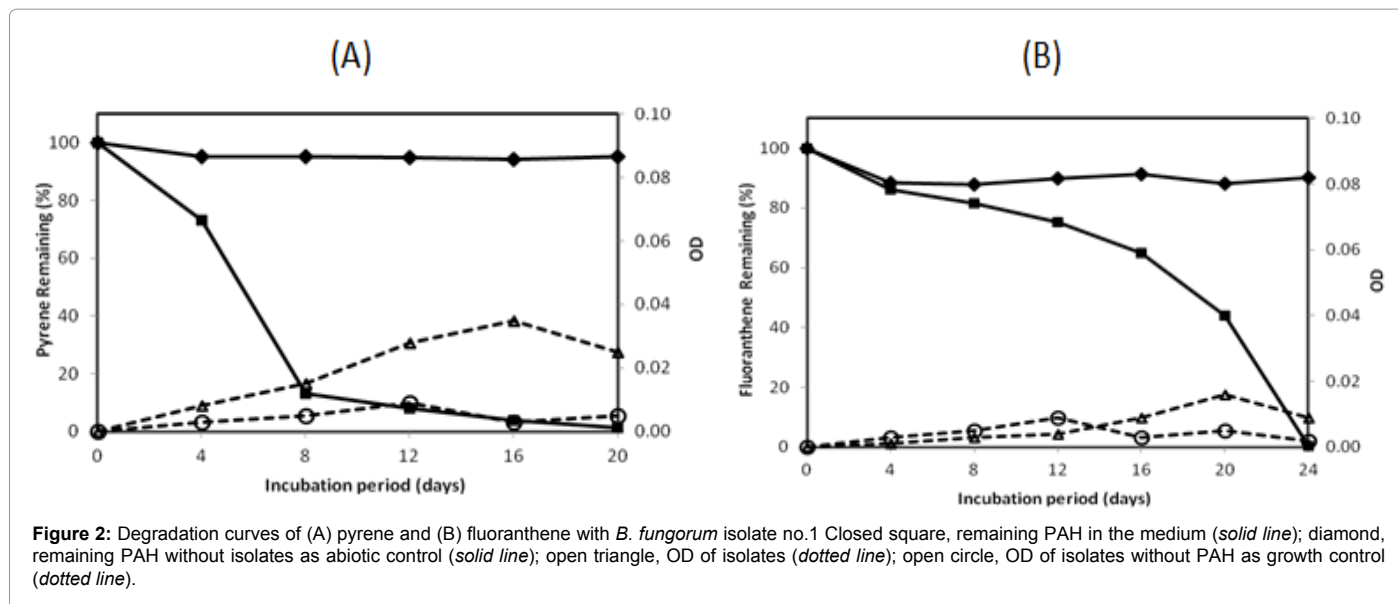 (A)
Pyrene Remaining (%)
100
80
60
40
20
0
0.10
0.08
0.06
0.04
0.02
0.00
OD
0 4 8 12 16 20
Incubation period (days)
(B)
Fluoranthene Remaining (%)
100
80
60
40
20
0
0.10
0.08
0.06
0.04
0.02
0.00
OD
0 4 8 12 16 20 24
Incubation period (days)
Figure 2: Degradation curves of (A) pyrene and (B) fluoranthene with B. fungorum isolate no.1 Closed square, remaining PAH in the medium (solid line); diamond,
remaining PAH without isolates as abiotic control (solid line); open triangle, OD of isolates (dotted line); open circle, OD of isolates without PAH as growth control
(dotted line).